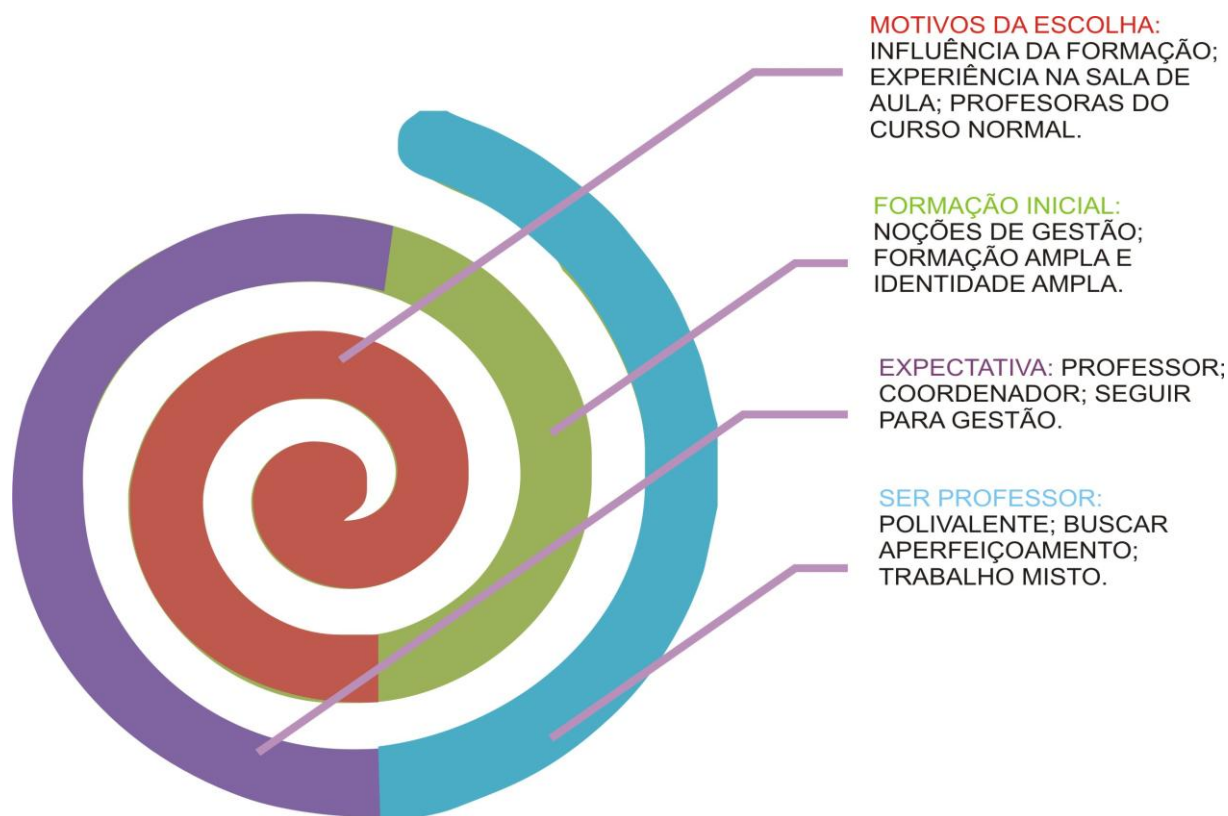 MOTIVOS DA ESCOLHA:
INFLUÊNCIA DA FORMAÇÃO;
EXPERIÊNCIA NA SALA DE
AULA; PROFESORAS DO
CURSO NORMAL.
FORMAÇÃO INICIAL:
NOÇÕES DE GESTÃO;
FORMAÇÃO AMPLA E
IDENTIDADE AMPLA.
EXPECTATIVA: PROFESSOR;
COORDENADOR; SEGUIR
PARA GESTÃO.
SER PROFESSOR:
POLIVALENTE; BUSCAR
APERFEIÇOAMENTO;
TRABALHO MISTO.